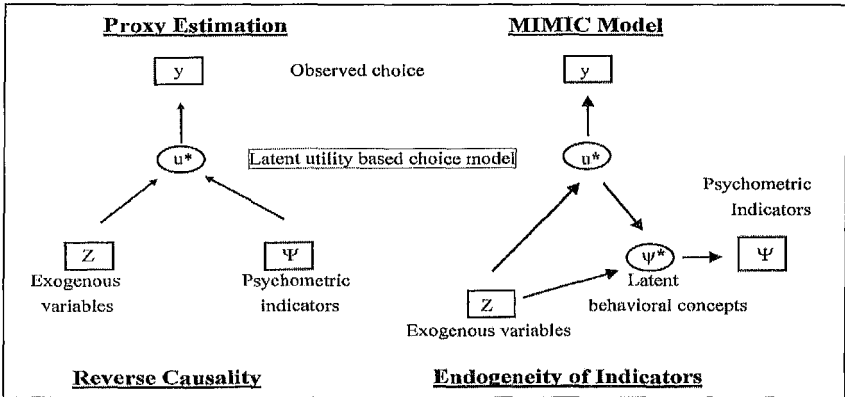 Proxy Estimation
MIMIC Model
y
Observed choice
y
u*
Latent utility based choice model
u*
Psychometric
Indicators
Z
Ψ
ψ*
Ψ
Exogenous
variables
Psychometric
indicators
Z
Latent
behavioral concepts
Exogenous variables
Reverse Causality
Endogeneity of Indicators